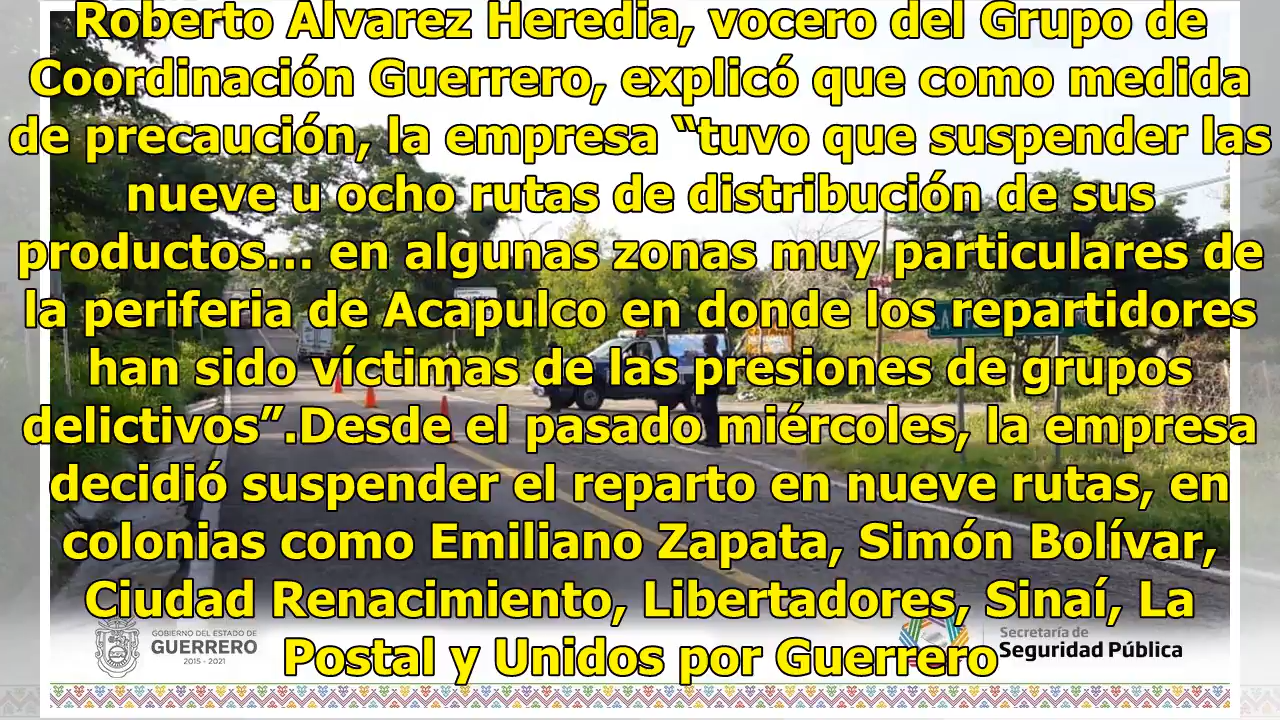 Roberto Álvarez Heredia, vocero del Grupo de
Coordinación Guerrero, explicó que como medida
de precaución, la empresa “tuvo que suspender las
nueve u ocho rutas de distribución de sus
productos... en algunas zonas muy particulares de
la periferia de Acapulco en donde los repartidores
han sido víctimas de las presiones de grupos
delictivos”.Desde el pasado miércoles, la empresa
decidió suspender el reparto en nueve rutas, en
colonias como Emiliano Zapata, Simón Bolívar,
Ciudad Renacimiento, Libertadores, Sinaí, La
Postal y Unidos por Guerrero
GOBIERNO DEL ESTADO DE
GUERRERO
2015 - 2021
Secretaría de
Seguridad Pública